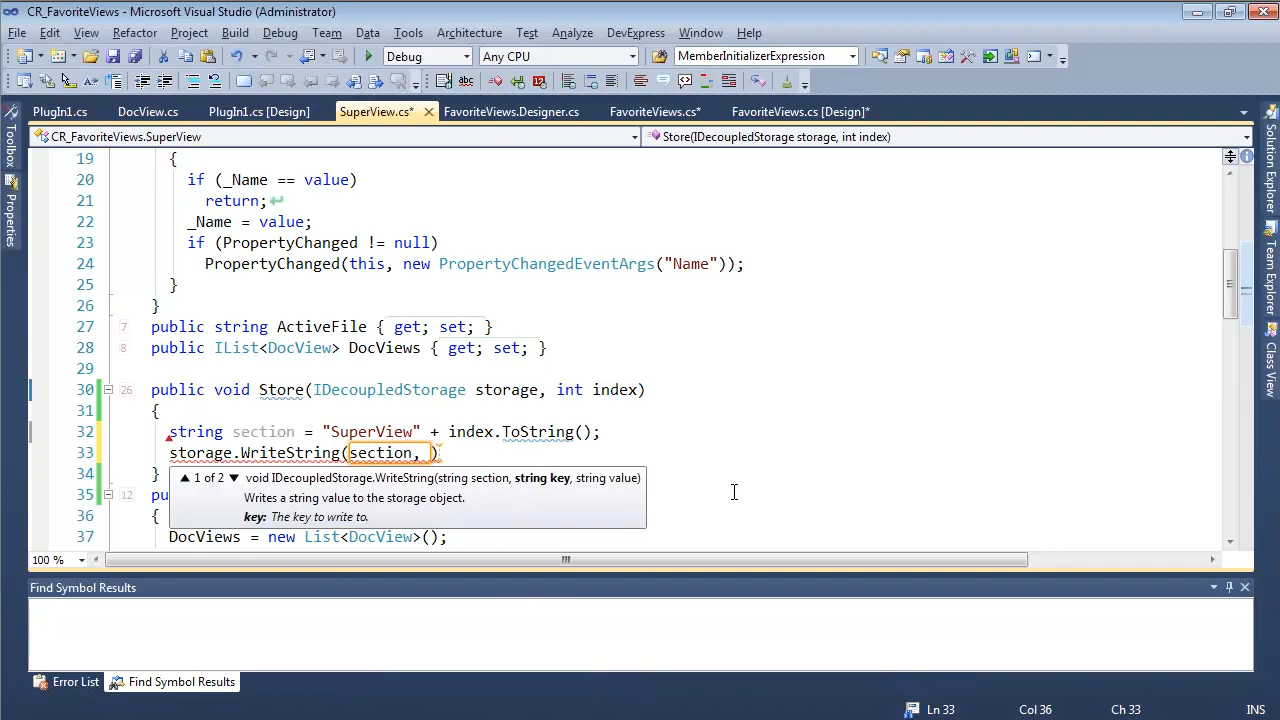 CR_FavoriteViews - Microsoft Visual Studio (Administrator)
File Edit View Refactor Project Build Debug Team Data Tools Architecture Test Analyze DevExpress Window Help
Debug Any CPU MemberInitializerExpression
PlugIn1.cs DocView.cs PlugIn1.cs [Design] SuperView.cs* FavoriteViews.Designer.cs FavoriteViews.cs* FavoriteViews.cs [Design]*
CR_FavoriteViews.SuperView Store(IDecoupledStorage storage, int index)
19 {
20 if (_Name == value)
21 return;
22 _Name = value;
23 if (PropertyChanged != null)
24 PropertyChanged(this, new PropertyChangedEventArgs("Name"));
25 }
26 }
27 7 public string ActiveFile { get; set; }
28 8 public IList<DocView> DocViews { get; set; }
29
30 26 public void Store(IDecoupledStorage storage, int index)
31 {
32 string section = "SuperView" + index.ToString();
33 storage.WriteString(section, )
34 }
1 of 2 void IDecoupledStorage.WriteString(string section, string key, string value)
Writes a string value to the storage object.
key: The key to write to.
35 12 pu
36 {
37 DocViews = new List<DocView>();
100 %
Find Symbol Results
Error List Find Symbol Results
Ln 33 Col 36 Ch 33 INS
Toolbox
Properties
Solution Explorer
Team Explorer
Class View